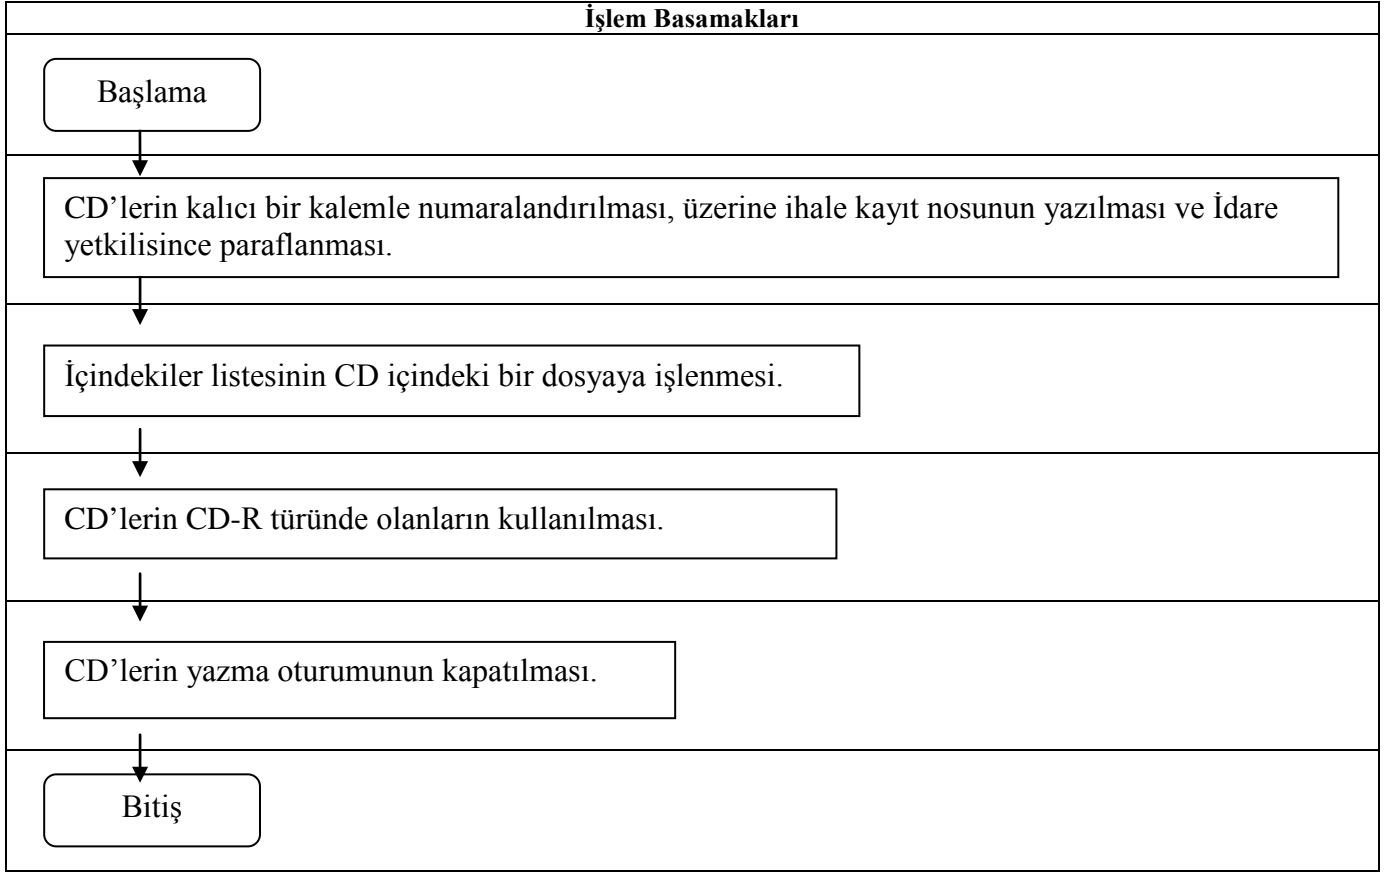 İşlem Basamakları
Başlama
CD’lerin kalıcı bir kalemle numaralandırılması, üzerine ihale kayıt nosunun yazılması ve İdare
yetkilisince paraflanması.
İçindekiler listesinin CD içindeki bir dosyaya işlenmesi.
CD’lerin CD-R türünde olanların kullanılması.
CD’lerin yazma oturumunun kapatılması.
Bitiş